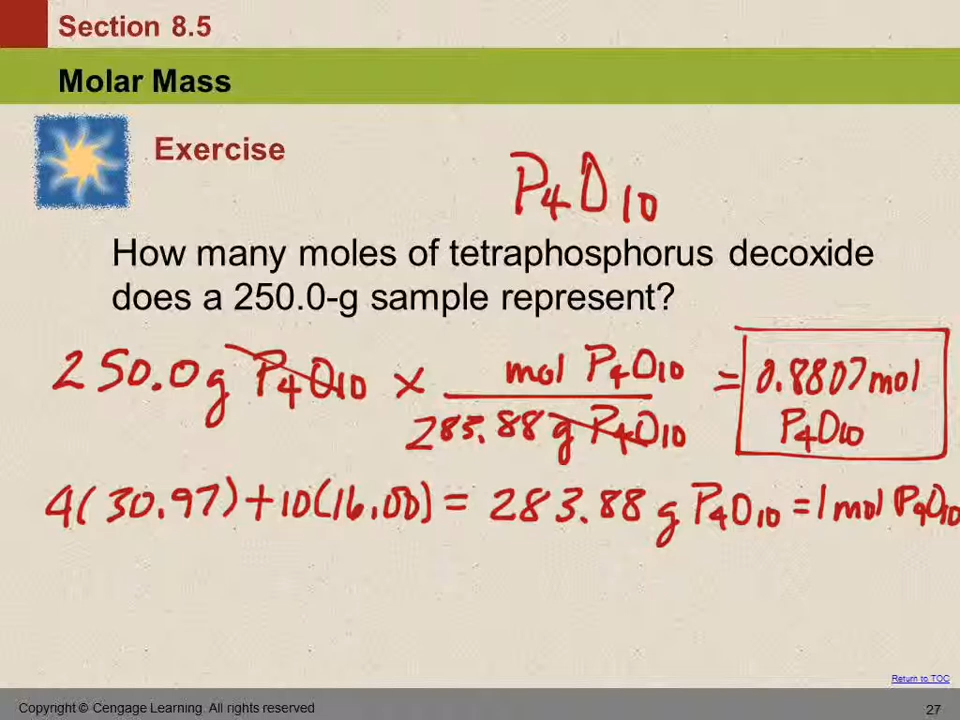 Section 8.5
Molar Mass
Exercise
P₄O₁₀
How many moles of tetraphosphorus decoxide
does a 250.0-g sample represent?
250.0 g P₄O₁₀ × mol P₄O₁₀ = 0.8807 mol
283.88 g P₄O₁₀ P₄O₁₀
4(30.97) + 10(16.00) = 283.88 g P₄O₁₀ = 1 mol P₄O₁₀
Return to TOC
Copyright © Cengage Learning. All rights reserved
27